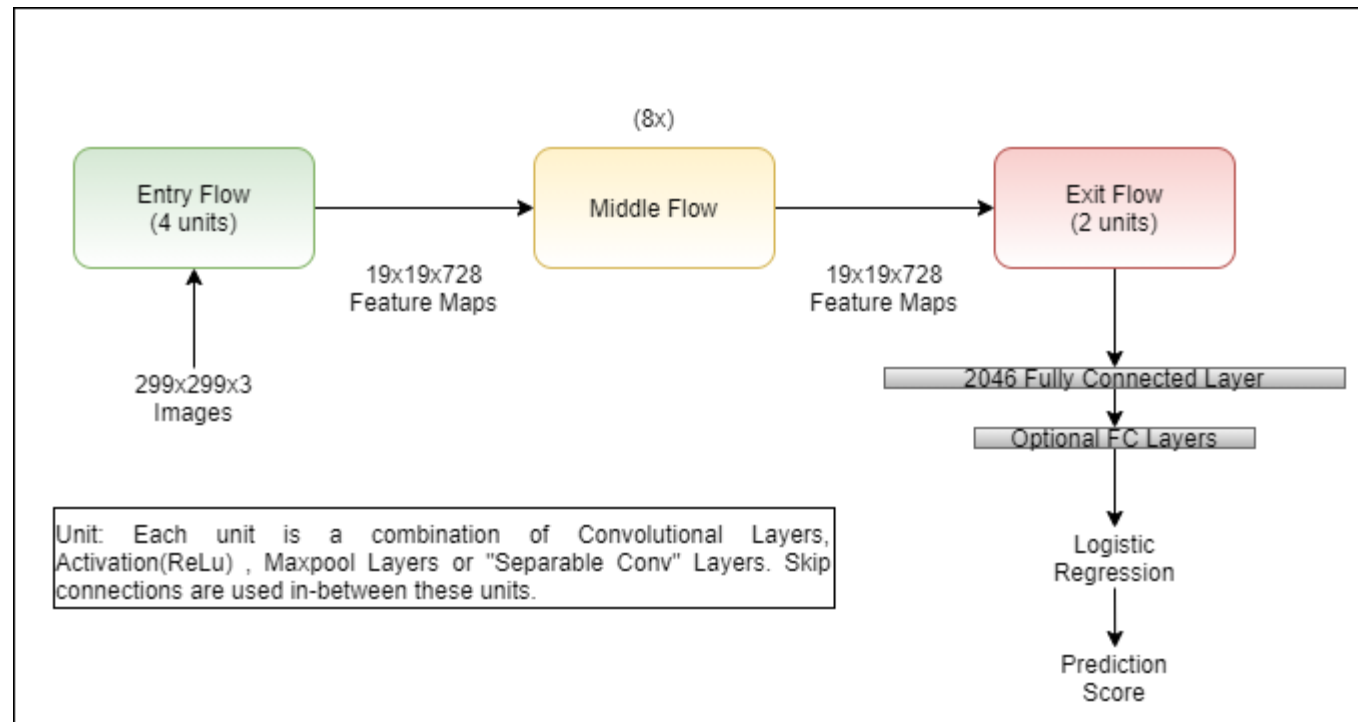 (8x)
Entry Flow
(4 units)
Middle Flow
Exit Flow
(2 units)
19x19x728
Feature Maps
19x19x728
Feature Maps
299x299x3
Images
2046 Fully Connected Layer
Optional FC Layers
Unit: Each unit is a combination of Convolutional Layers,
Activation(ReLu) , Maxpool Layers or "Separable Conv" Layers. Skip
connections are used in-between these units.
Logistic
Regression
Prediction
Score